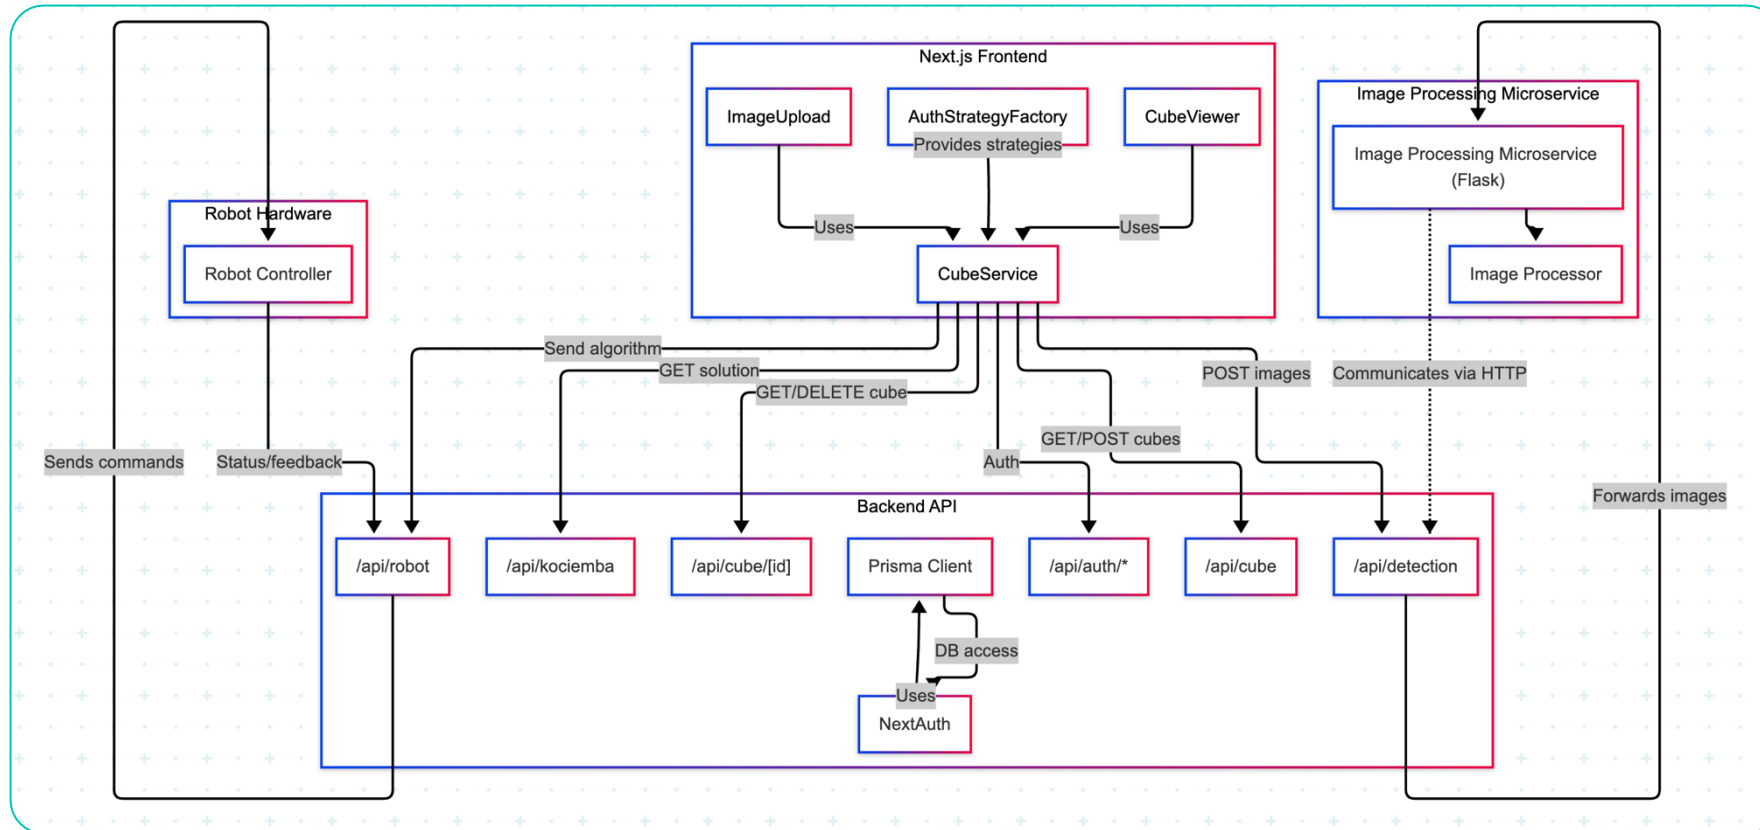 Next.js Frontend
ImageUpload
AuthStrategyFactory
CubeViewer
Provides strategies
Uses
Uses
CubeService
Image Processing Microservice
Image Processing Microservice
(Flask)
Image Processor
Robot Hardware
Robot Controller
Send algorithm
GET solution
GET/DELETE cube
POST images
Communicates via HTTP
GET/POST cubes
Auth
Sends commands
Status/feedback
Forwards images
Backend API
/api/robot
/api/kociemba
/api/cube/[id]
Prisma Client
/api/auth/*
/api/cube
/api/detection
DB access
Uses
NextAuth